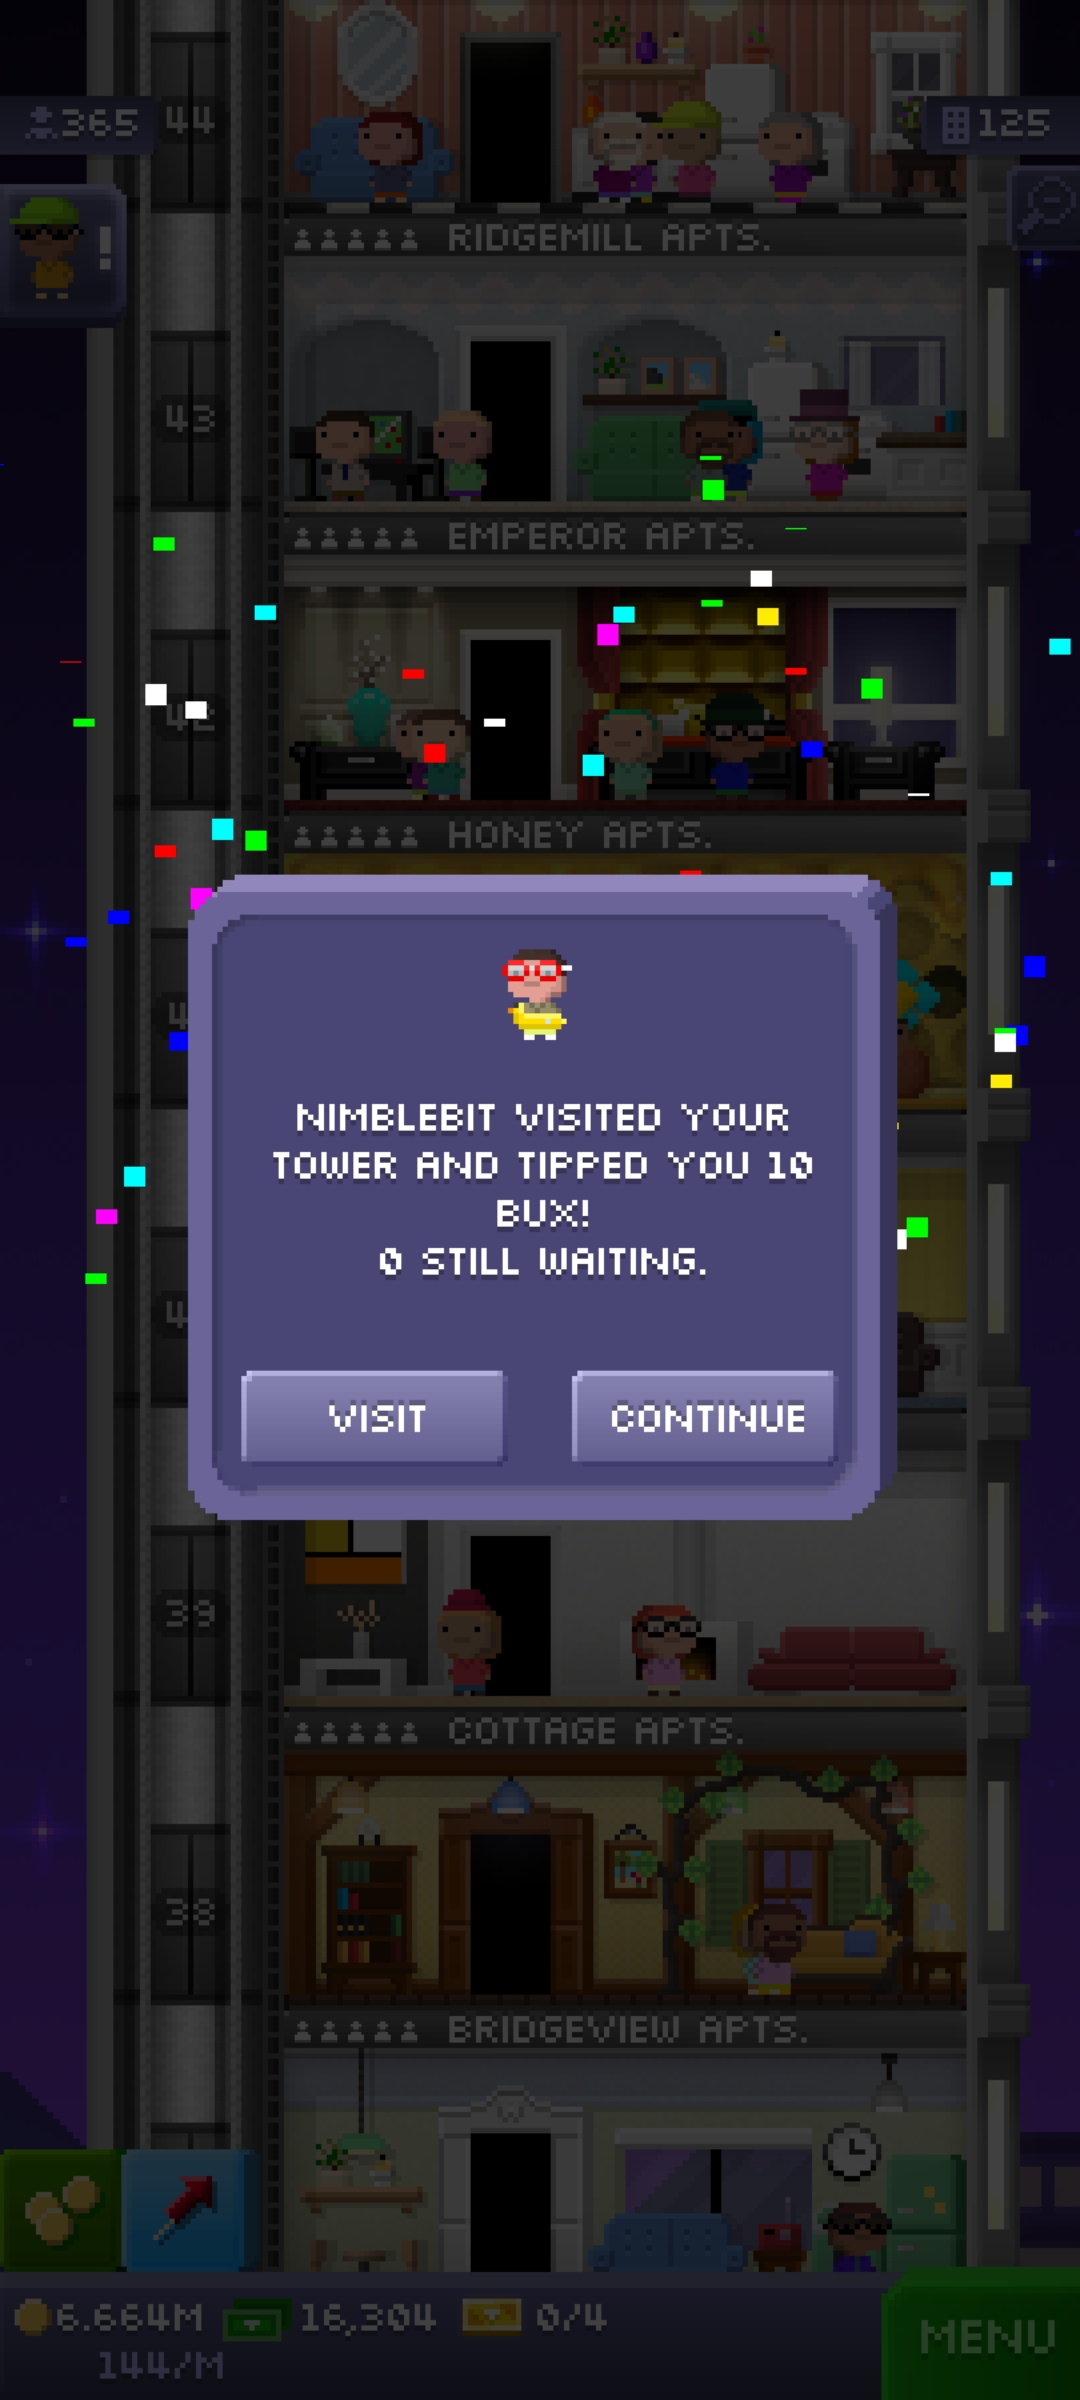 365
44
125
!
RIDGEMILL APTS.
43
EMPEROR APTS.
42
HONEY APTS.
NIMBLEBIT VISITED YOUR
TOWER AND TIPPED YOU 10
BUX!
0 STILL WAITING.
VISIT
CONTINUE
39
COTTAGE APTS.
38
BRIDGEVIEW APTS.
6.664M
16,304
0/4
144/M
MENU